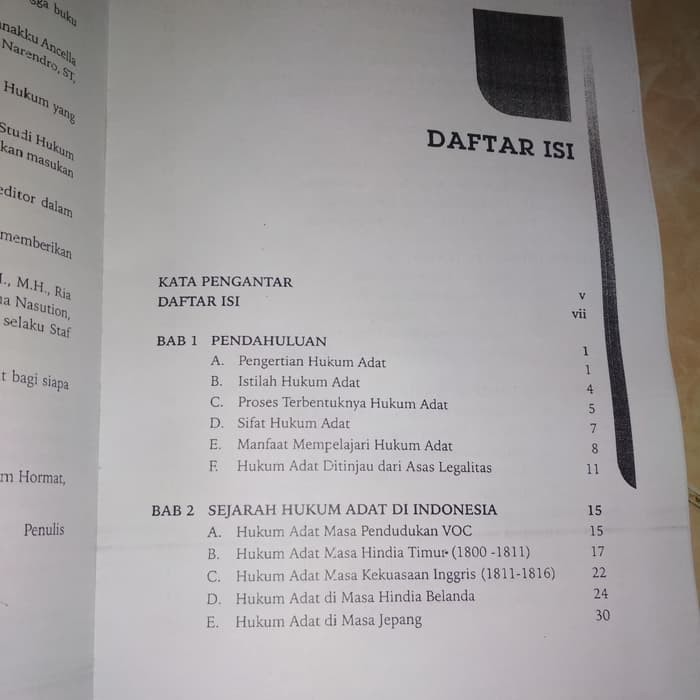 buku
anakku Ancella
Narendro, ST,
Hukum yang
Studi Hukum
kan masukan
editor dalam
memberikan
M.H., Ria
Nasution,
selaku Staf
bagi siapa
Hormat,
Penulis
DAFTAR ISI
KATA PENGANTAR v
DAFTAR ISI vii
BAB 1 PENDAHULUAN 1
A. Pengertian Hukum Adat 1
B. Istilah Hukum Adat 4
C. Proses Terbentuknya Hukum Adat 5
D. Sifat Hukum Adat 7
E. Manfaat Mempelajari Hukum Adat 8
F. Hukum Adat Ditinjau dari Asas Legalitas 11
BAB 2 SEJARAH HUKUM ADAT DI INDONESIA 15
A. Hukum Adat Masa Pendudukan VOC 15
B. Hukum Adat Masa Hindia Timur (1800 -1811) 17
C. Hukum Adat Masa Kekuasaan Inggris (1811-1816) 22
D. Hukum Adat di Masa Hindia Belanda 24
E. Hukum Adat di Masa Jepang 30